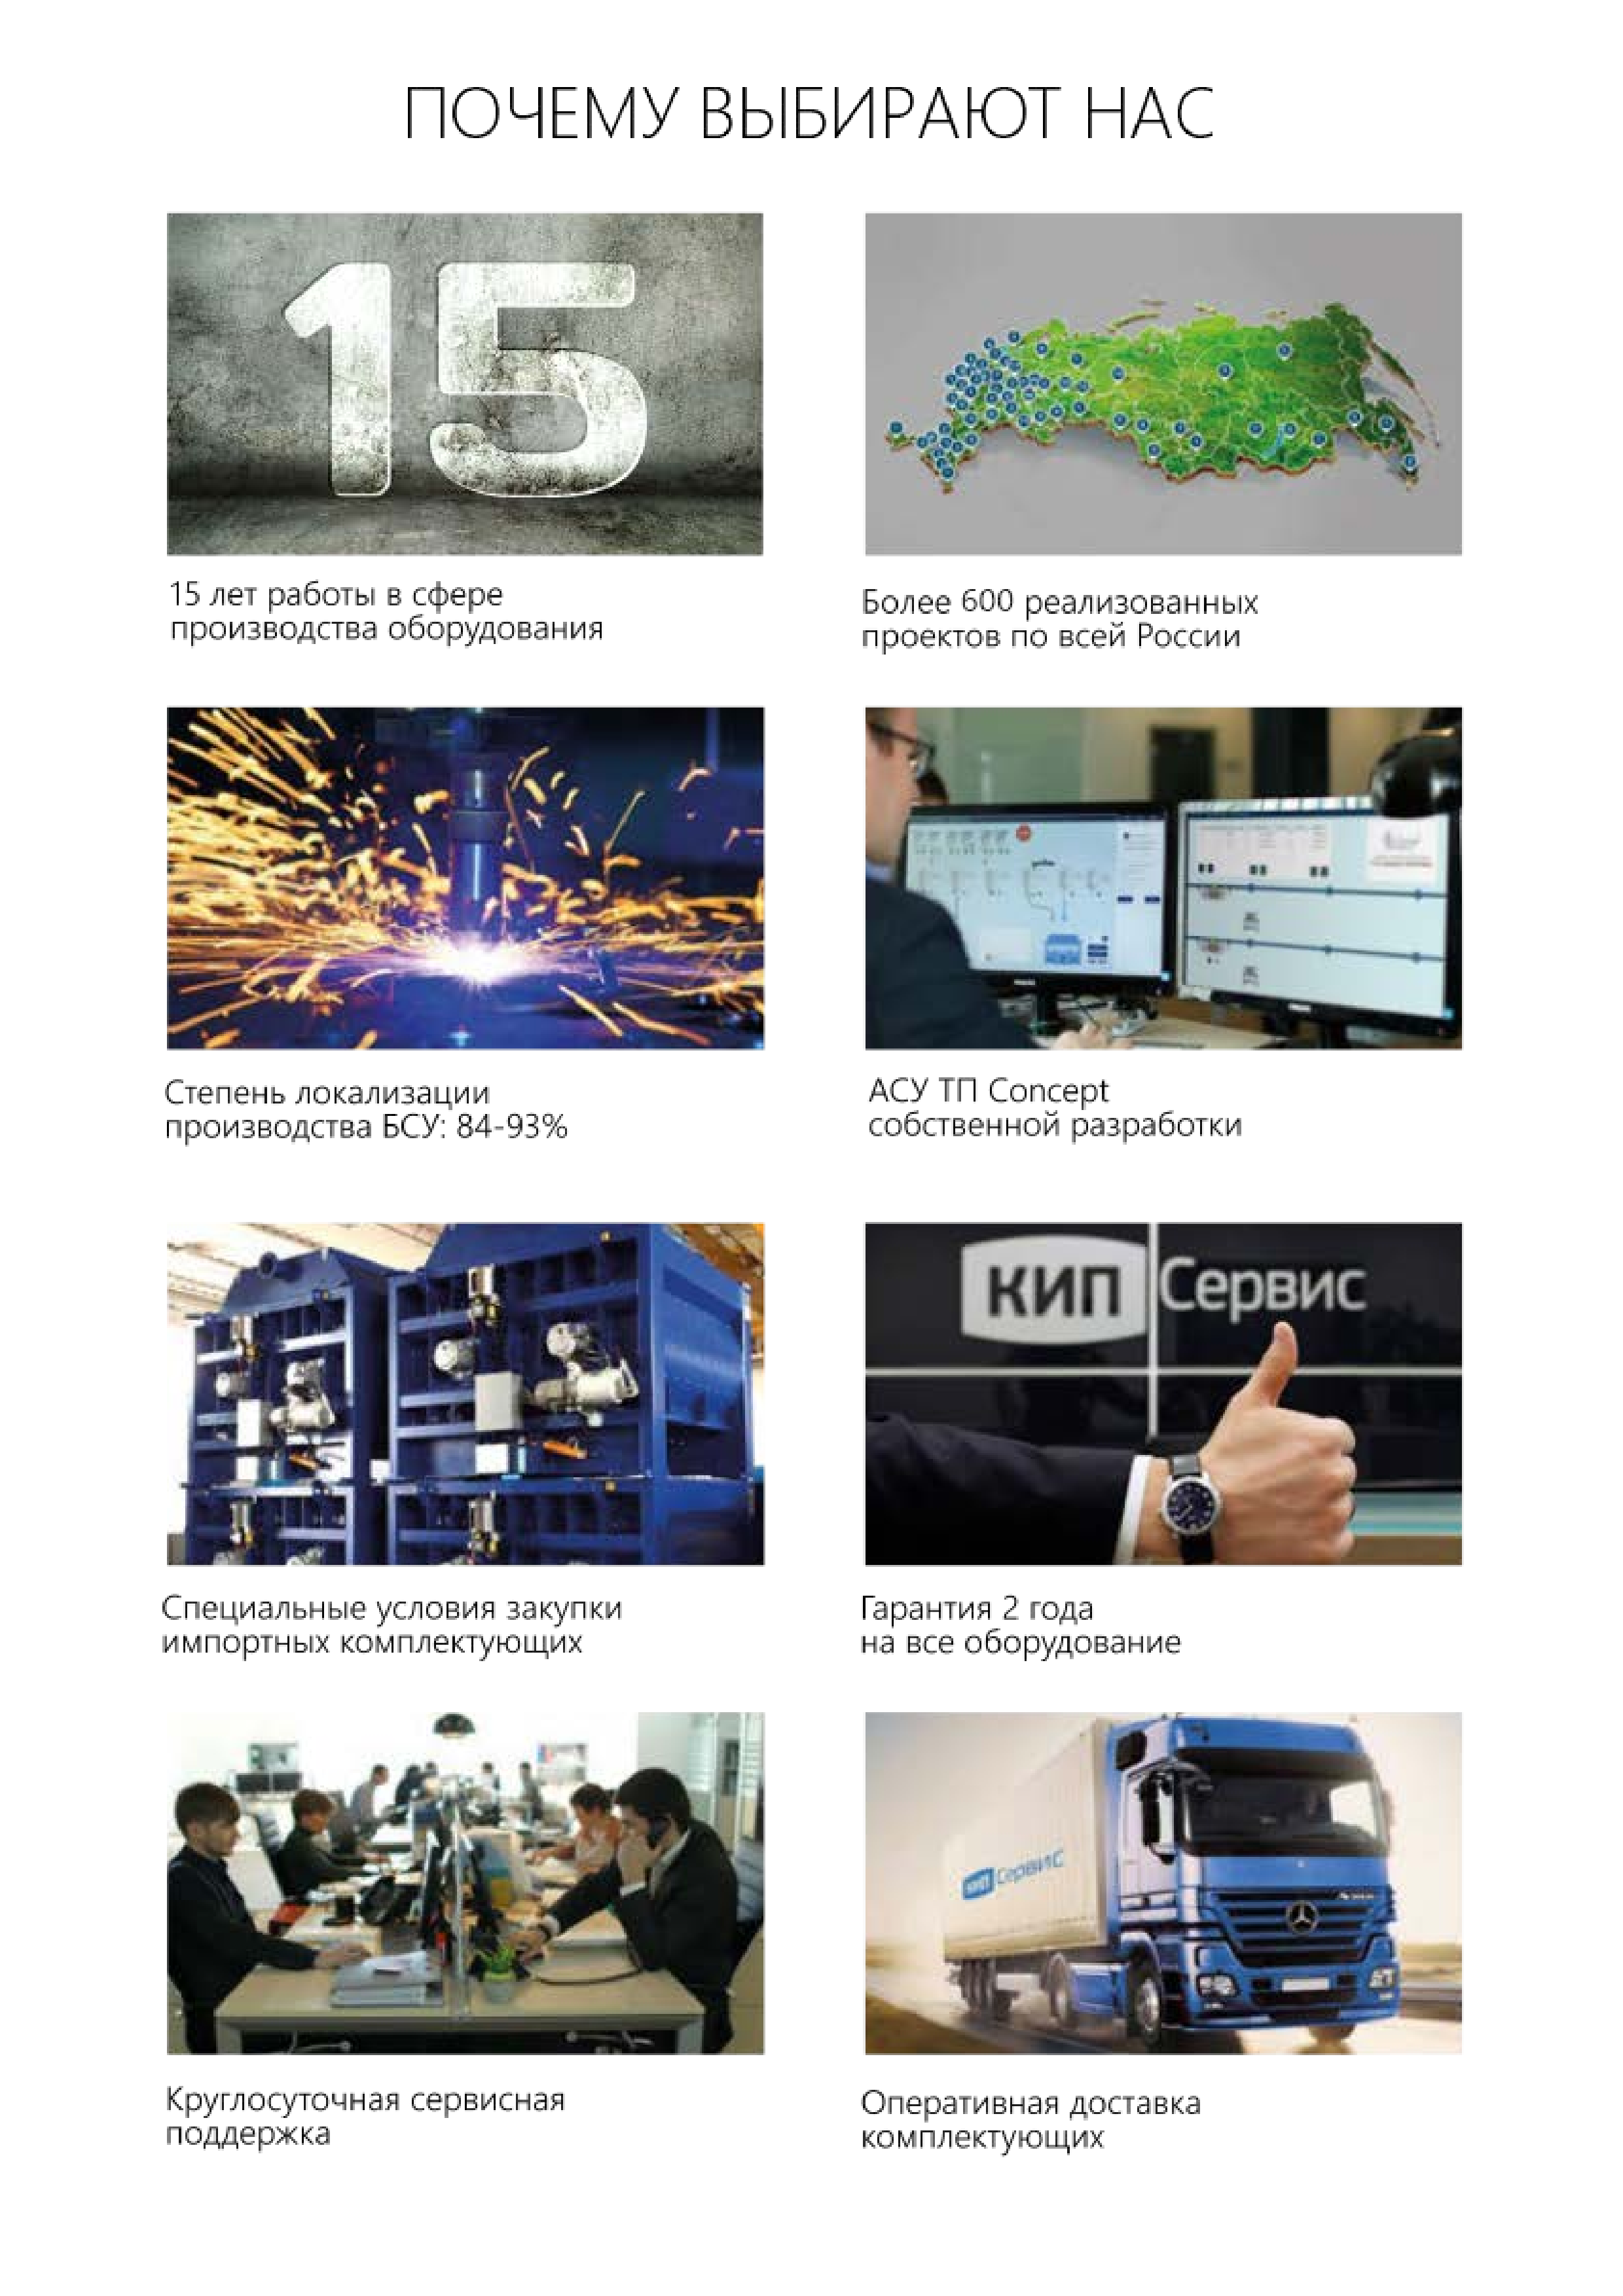 ПОЧЕМУ ВЫБИРАЮТ НАС
15
15 лет работы в сфере
производства оборудования
Более 600 реализованных
проектов по всей России
Степень локализации
производства БСУ: 84-93%
АСУ ТП Concept
собственной разработки
КИП Сервис
Специальные условия закупки
импортных комплектующих
Гарантия 2 года
на все оборудование
КИП Сервис
Круглосуточная сервисная
поддержка
Оперативная доставка
комплектующих